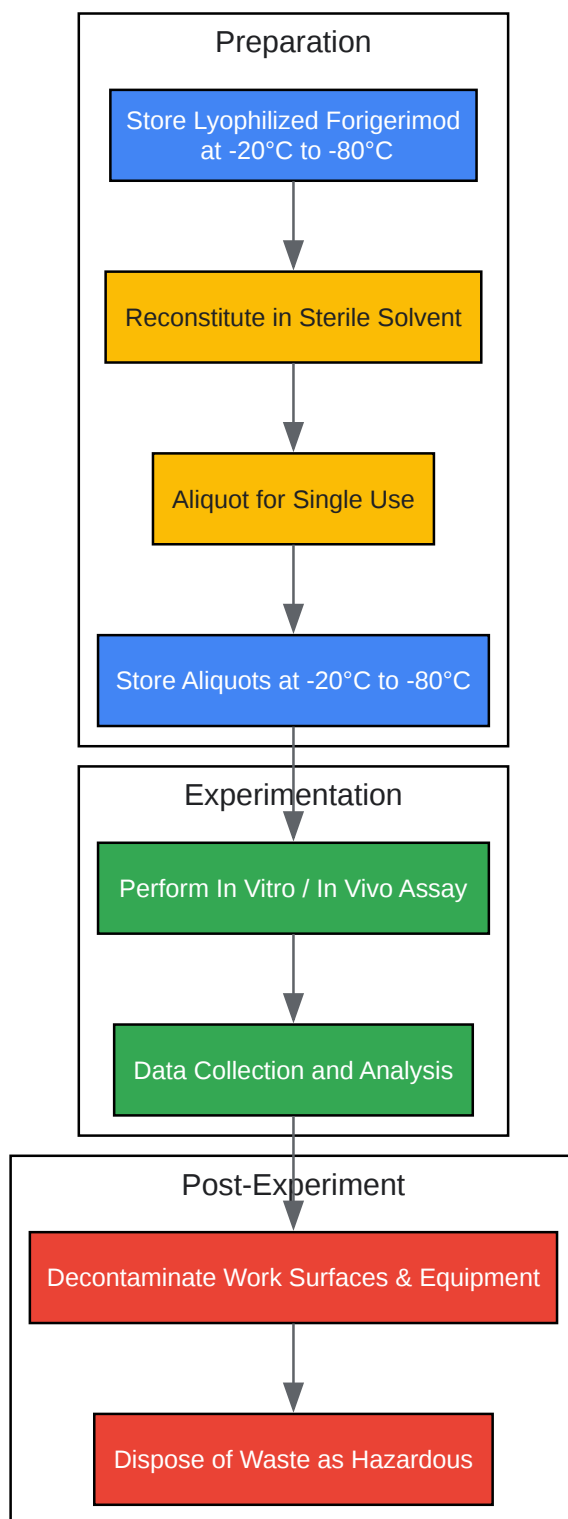 Preparation
Store Lyophilized Forigerimod
at -20°C to -80°C
Reconstitute in Sterile Solvent
Aliquot for Single Use
Store Aliquots at -20°C to -80°C
Experimentation
Perform In Vitro / In Vivo Assay
Data Collection and Analysis
Post-Experiment
Decontaminate Work Surfaces & Equipment
Dispose of Waste as Hazardous